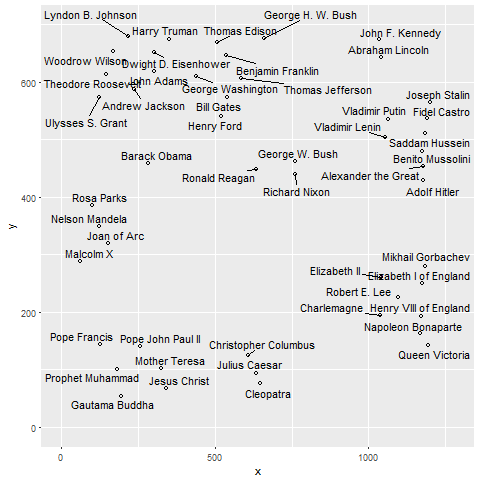 Lyndon B. Johnson
George H. W. Bush
Harry Truman
Thomas Edison
John F. Kennedy
Abraham Lincoln
Woodrow Wilson
Dwight D. Eisenhower
Benjamin Franklin
Theodore Roosevelt
John Adams
George Washington
Thomas Jefferson
Joseph Stalin
Andrew Jackson
Bill Gates
Vladimir Putin
Fidel Castro
Ulysses S. Grant
Henry Ford
Vladimir Lenin
Saddam Hussein
Barack Obama
George W. Bush
Benito Mussolini
Ronald Reagan
Alexander the Great
Richard Nixon
Adolf Hitler
Rosa Parks
Nelson Mandela
Joan of Arc
Malcolm X
Mikhail Gorbachev
Elizabeth II
Elizabeth I of England
Robert E. Lee
Charlemagne
Henry VIII of England
Napoleon Bonaparte
Pope Francis
Pope John Paul II
Christopher Columbus
Queen Victoria
Mother Teresa
Julius Caesar
Prophet Muhammad
Jesus Christ
Cleopatra
Gautama Buddha
600
400
200
0
y
0
500
1000
x